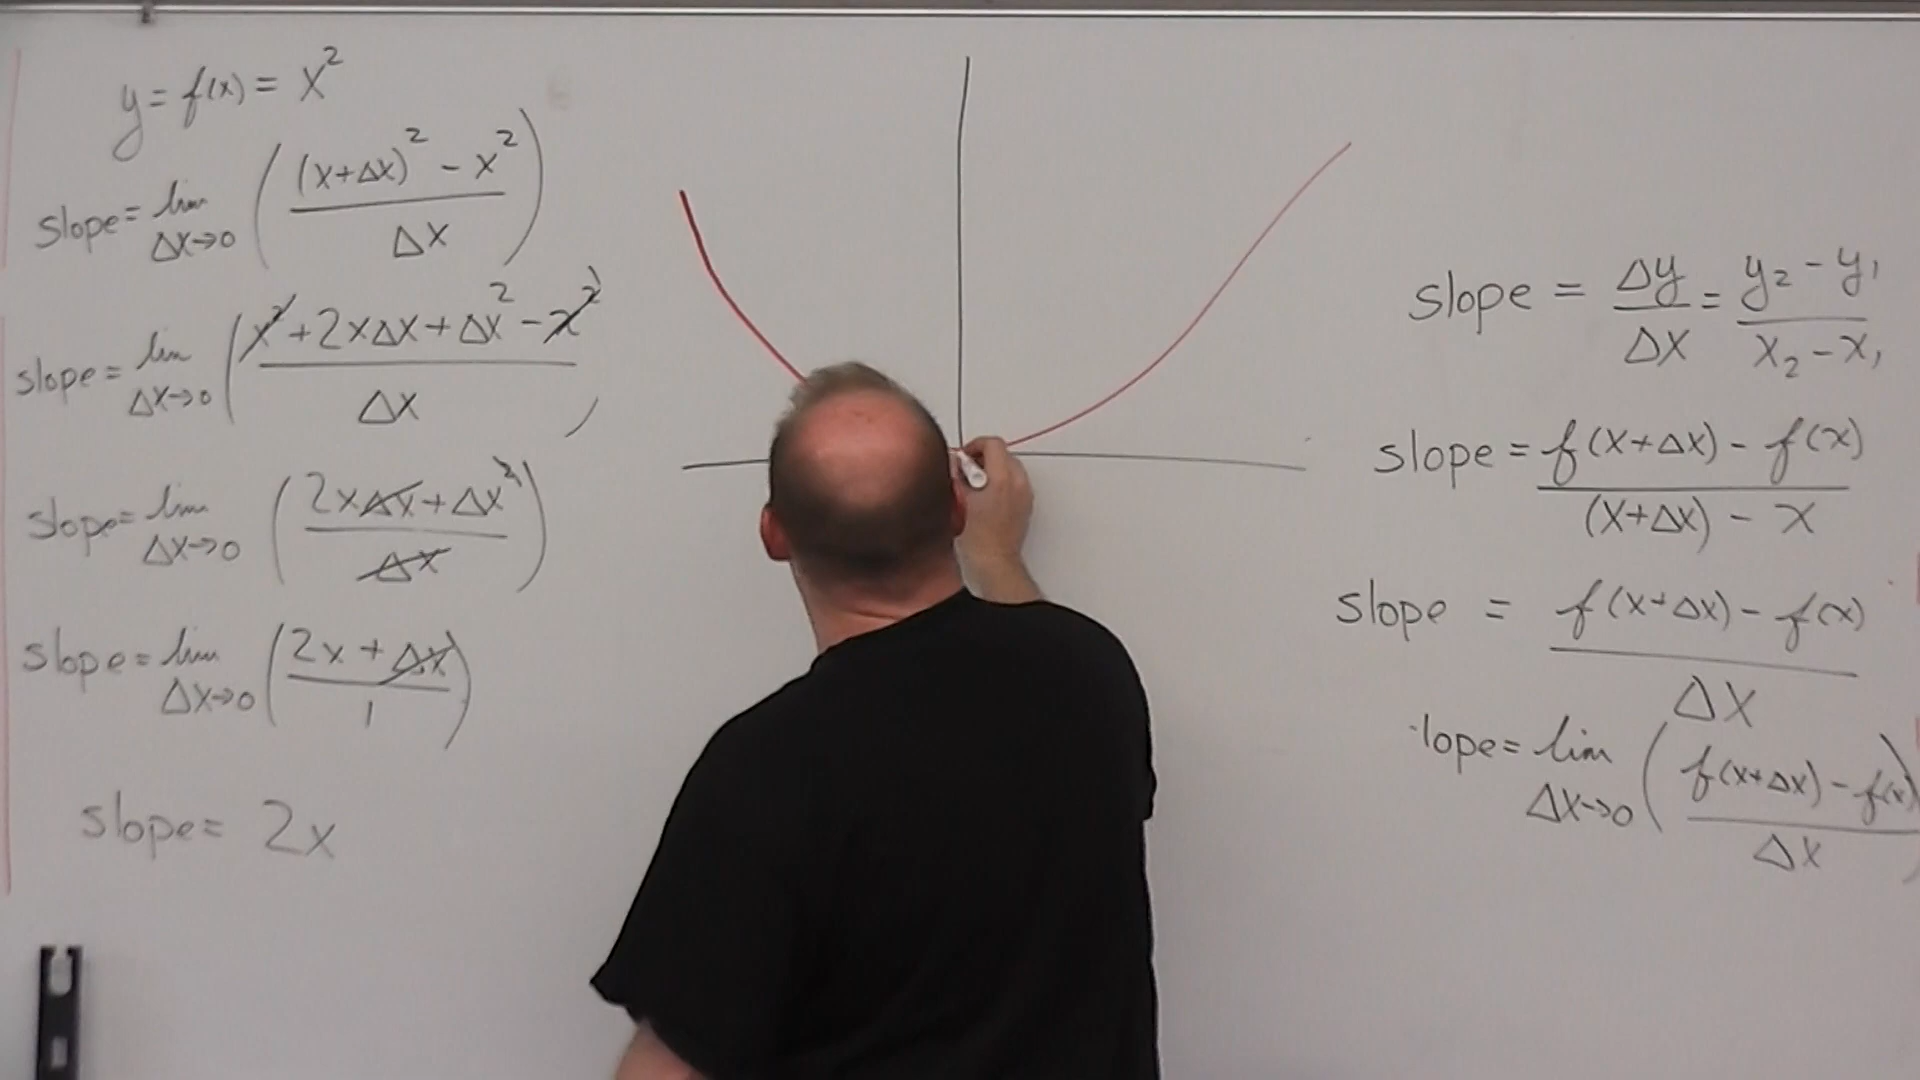 y = f(x) = x²
slope = lim Δx→0 ( ((x+Δx)² - x²) / Δx )
slope = lim Δx→0 ( (x² + 2xΔx + Δx² - x²) / Δx )
slope = lim Δx→0 ( (2xΔx + Δx²) / Δx )
slope = lim Δx→0 ( (2x + Δx) / 1 )
slope = 2x
slope = Δy / Δx = (y₂ - y₁) / (x₂ - x₁)
slope = (f(x+Δx) - f(x)) / ((x+Δx) - x)
slope = (f(x+Δx) - f(x)) / Δx
lope = lim Δx→0 ( (f(x+Δx) - f(x)) / Δx )